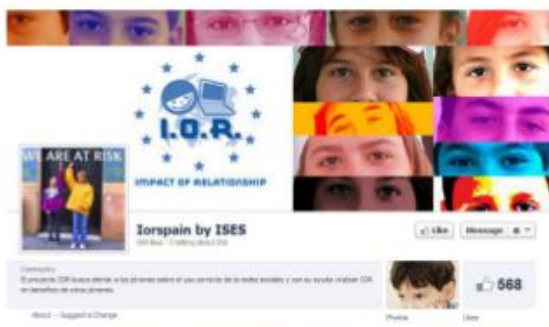 I.O.R.
IMPACT OF RELATIONSHIP
WE ARE AT RISK
Iorspain by ISES
Like
Message
Community
El proyecto IOR busca alertar a los jóvenes sobre el uso correcto de la redes sociales y con su ayuda viralizar IOR
en beneficio de otros jóvenes.
568
About – Suggest a Change
Photos
Likes